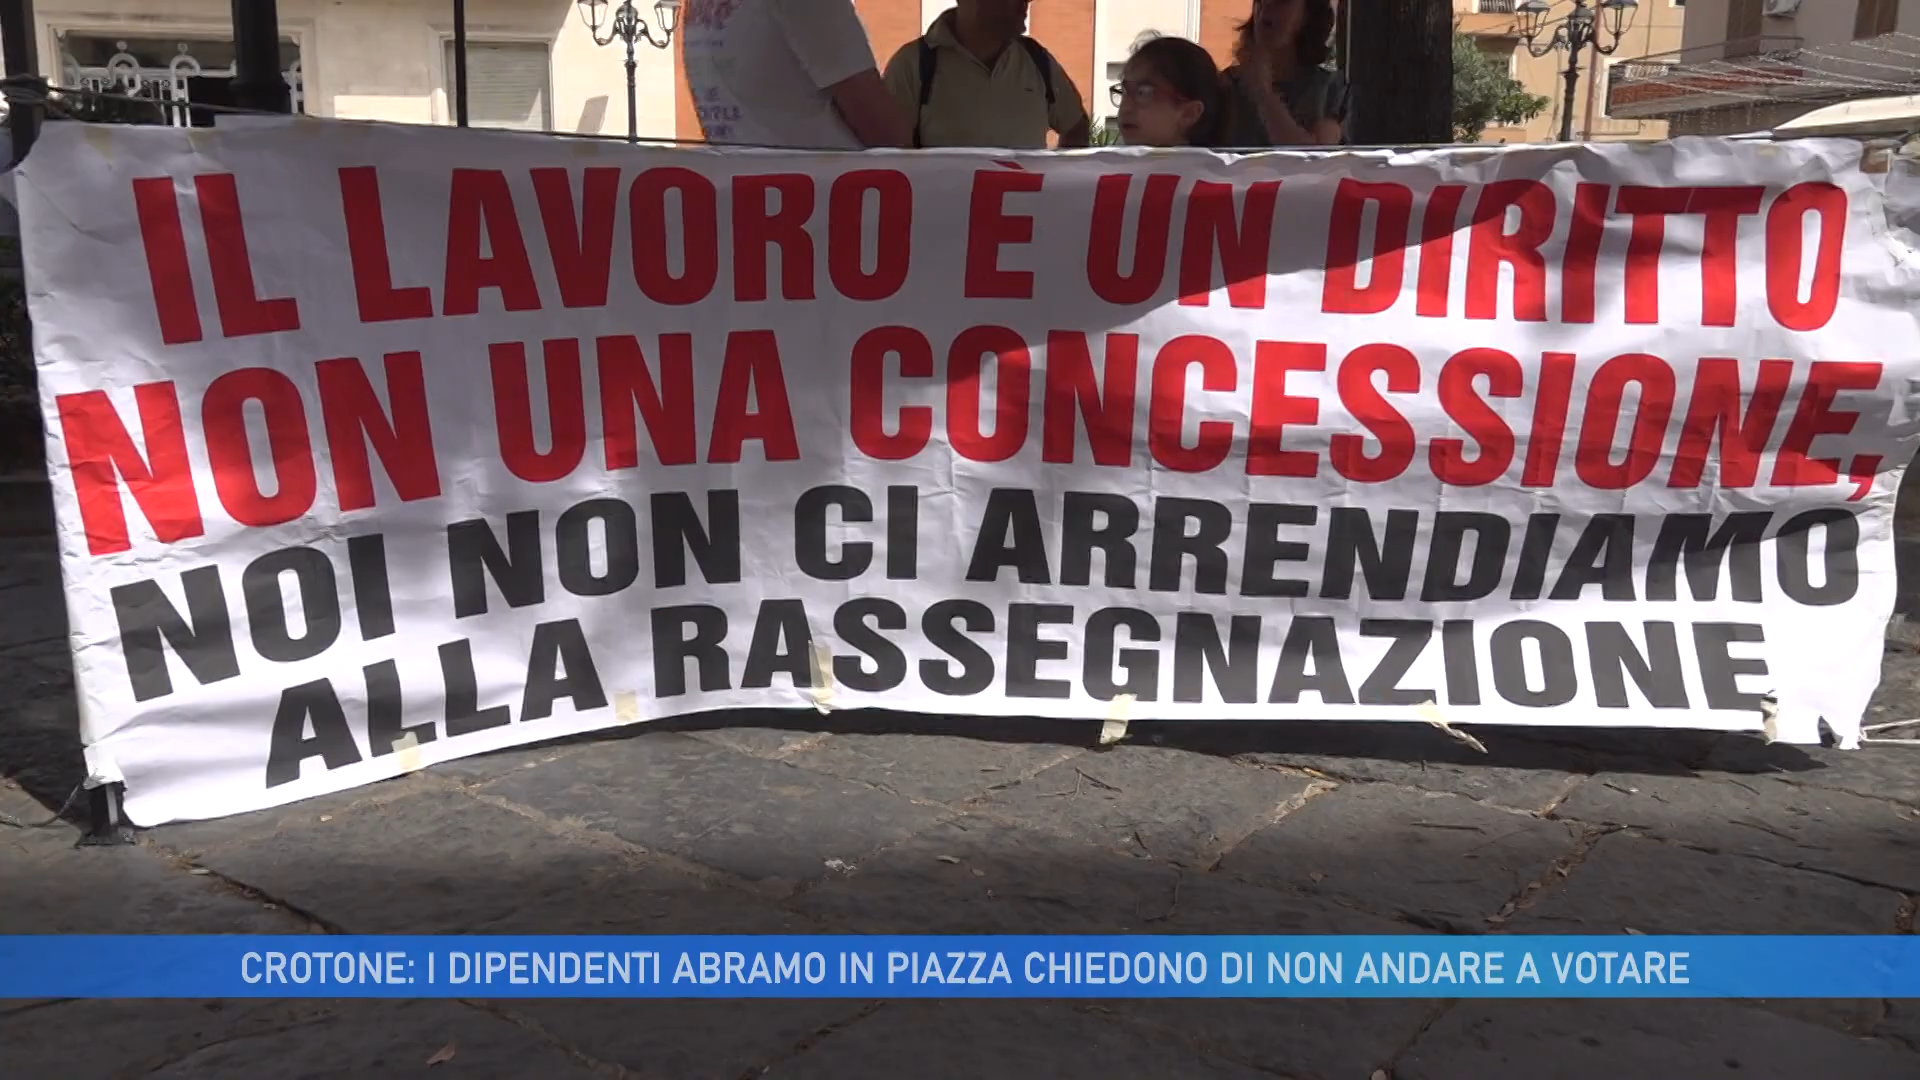 IL LAVORO È UN DIRITTO
NON UNA CONCESSIONE,
NOI NON CI ARRENDIAMO
ALLA RASSEGNAZIONE
CROTONE: I DIPENDENTI ABRAMO IN PIAZZA CHIEDONO DI NON ANDARE A VOTARE